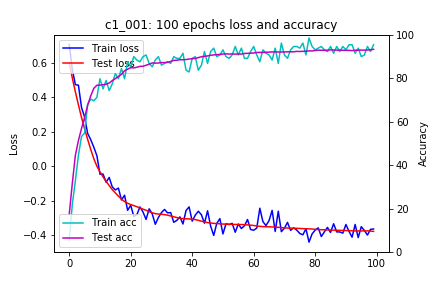 c1_001: 100 epochs loss and accuracy
Train loss
Test loss
Train acc
Test acc
Loss
0.6
0.4
0.2
0.0
−0.2
−0.4
Accuracy
100
80
60
40
20
0
0
20
40
60
80
100